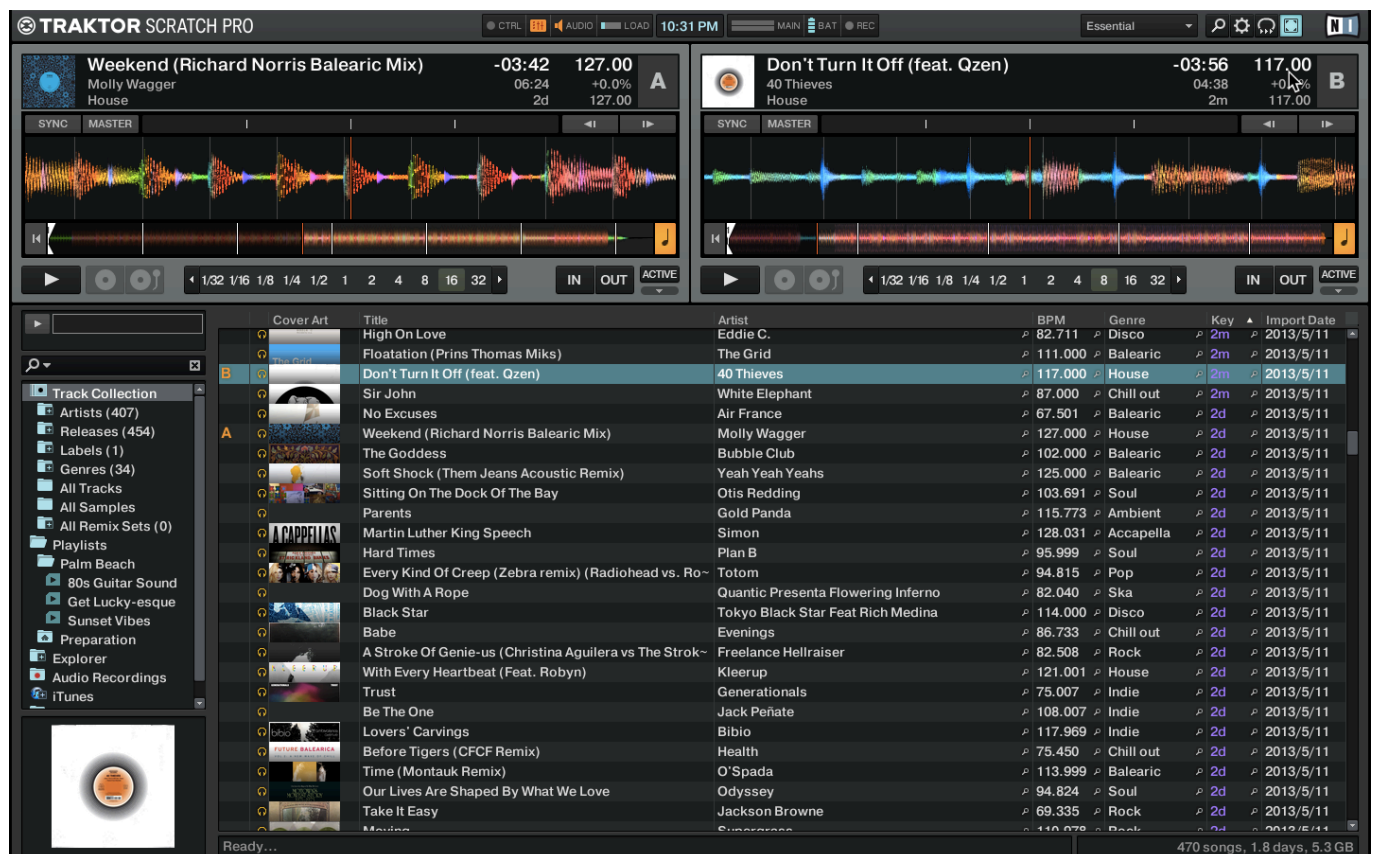 TRAKTOR SCRATCH PRO CTRL AUDIO LOAD 10:31 PM MAIN BAT REC Essential N I
Weekend (Richard Norris Balearic Mix) -03:42 127.00 A
Molly Wagger 06:24 +0.0%
House 2d 127.00
SYNC MASTER
1/32 1/16 1/8 1/4 1/2 1 2 4 8 16 32 IN OUT ACTIVE
Don't Turn It Off (feat. Qzen) -03:56 117.00 B
40 Thieves 04:38
House 2m 117.00
SYNC MASTER
1/32 1/16 1/8 1/4 1/2 1 2 4 8 16 32 IN OUT ACTIVE
Track Collection
Artists (407)
Releases (454)
Labels (1)
Genres (34)
All Tracks
All Samples
All Remix Sets (0)
Playlists
Palm Beach
80s Guitar Sound
Get Lucky-esque
Sunset Vibes
Preparation
Explorer
Audio Recordings
iTunes
Cover Art Title Artist BPM Genre Key Import Date
High On Love Eddie C. 82.711 Disco 2m 2013/5/11
The Grid Floatation (Prins Thomas Miks) The Grid 111.000 Balearic 2m 2013/5/11
B Don't Turn It Off (feat. Qzen) 40 Thieves 117.000 House 2m 2013/5/11
Sir John White Elephant 87.000 Chill out 2m 2013/5/11
No Excuses Air France 67.501 Balearic 2d 2013/5/11
A Weekend (Richard Norris Balearic Mix) Molly Wagger 127.000 House 2d 2013/5/11
The Goddess Bubble Club 102.000 Balearic 2d 2013/5/11
Soft Shock (Them Jeans Acoustic Remix) Yeah Yeah Yeahs 125.000 Balearic 2d 2013/5/11
Sitting On The Dock Of The Bay Otis Redding 103.691 Soul 2d 2013/5/11
Parents Gold Panda 115.773 Ambient 2d 2013/5/11
ACAPPELLAS Martin Luther King Speech Simon 128.031 Accapella 2d 2013/5/11
Hard Times Plan B 95.999 Soul 2d 2013/5/11
Every Kind Of Creep (Zebra remix) (Radiohead vs. Ro~ Totom 94.815 Pop 2d 2013/5/11
Dog With A Rope Quantic Presenta Flowering Inferno 82.040 Ska 2d 2013/5/11
Black Star Tokyo Black Star Feat Rich Medina 114.000 Disco 2d 2013/5/11
Babe Evenings 86.733 Chill out 2d 2013/5/11
A Stroke Of Genie-us (Christina Aguilera vs The Strok~ Freelance Hellraiser 82.508 Rock 2d 2013/5/11
With Every Heartbeat (Feat. Robyn) Kleerup 121.001 House 2d 2013/5/11
Trust Generationals 75.007 Indie 2d 2013/5/11
Be The One Jack Peñate 108.007 Indie 2d 2013/5/11
bibio Lovers' Carvings Bibio 117.969 Indie 2d 2013/5/11
FUTURE BALEARICA Before Tigers (CFCF Remix) Health 75.450 Chill out 2d 2013/5/11
Time (Montauk Remix) O'Spada 113.999 Balearic 2d 2013/5/11
Our Lives Are Shaped By What We Love Odyssey 94.824 Soul 2d 2013/5/11
Take It Easy Jackson Browne 69.335 Rock 2d 2013/5/11
Moving Supergrass 110.978 Rock 2d 2013/5/11
Ready... 470 songs, 1.8 days, 5.3 GB